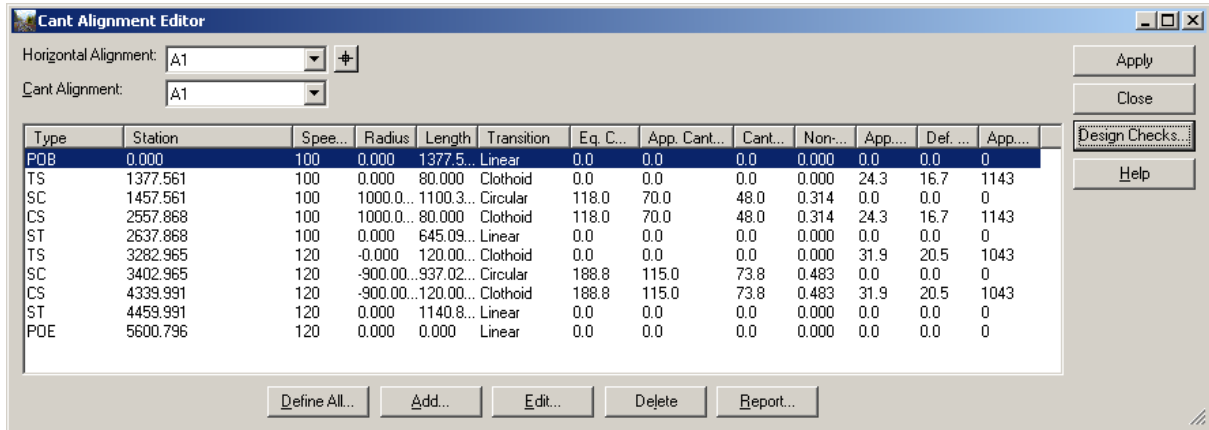 Cant Alignment Editor
Horizontal Alignment: A1
Apply
Cant Alignment: A1
Close
Type Station Spee... Radius Length Transition Eq. C... App. Cant... Cant... Non-... App.... Def. ... App....
Design Checks...
POB 0.000 100 0.000 1377.5... Linear 0.0 0.0 0.0 0.000 0.0 0.0 0
Help
TS 1377.561 100 0.000 80.000 Clothoid 0.0 0.0 0.0 0.000 24.3 16.7 1143
SC 1457.561 100 1000.0... 1100.3... Circular 118.0 70.0 48.0 0.314 0.0 0.0 0
CS 2557.868 100 1000.0... 80.000 Clothoid 118.0 70.0 48.0 0.314 24.3 16.7 1143
ST 2637.868 100 0.000 645.09... Linear 0.0 0.0 0.0 0.000 0.0 0.0 0
TS 3282.965 120 -0.000 120.00... Clothoid 0.0 0.0 0.0 0.000 31.9 20.5 1043
SC 3402.965 120 -900.00... 937.02... Circular 188.8 115.0 73.8 0.483 0.0 0.0 0
CS 4339.991 120 -900.00... 120.00... Clothoid 188.8 115.0 73.8 0.483 31.9 20.5 1043
ST 4459.991 120 0.000 1140.8... Linear 0.0 0.0 0.0 0.000 0.0 0.0 0
POE 5600.796 120 0.000 0.000 Linear 0.0 0.0 0.0 0.000 0.0 0.0 0
Define All... Add... Edit... Delete Report...